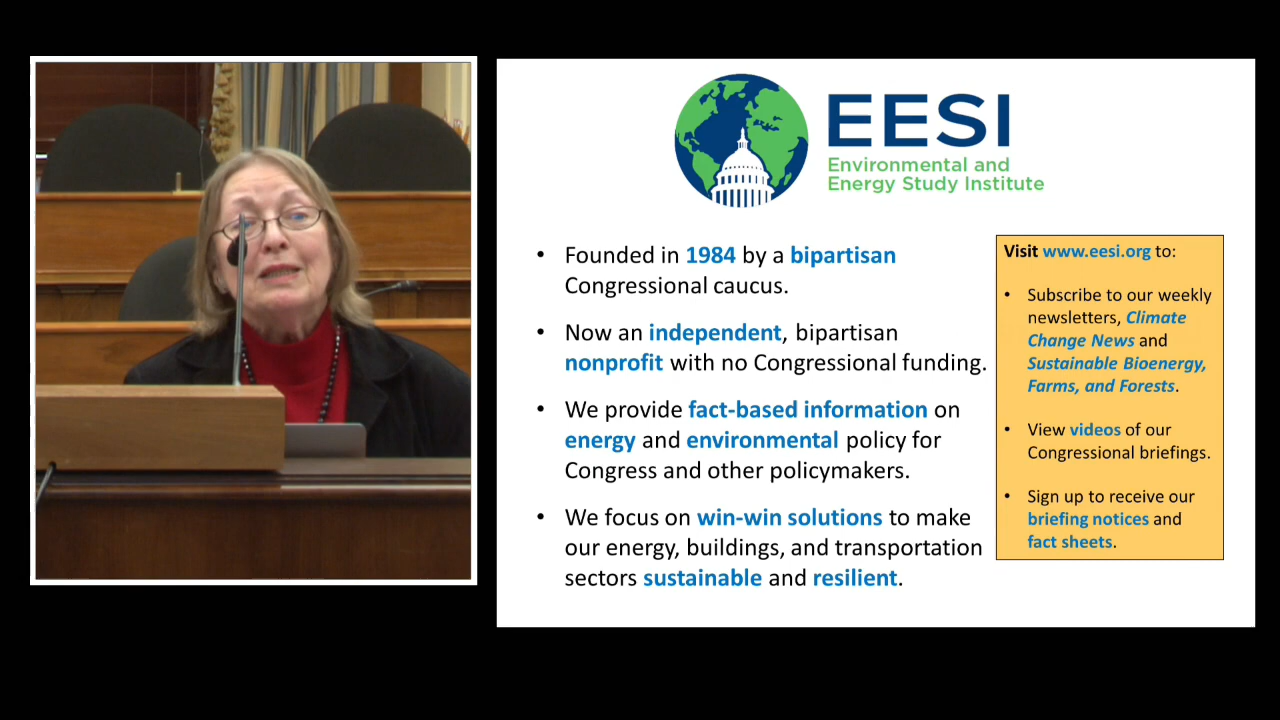 EESI
Environmental and
Energy Study Institute
• Founded in 1984 by a bipartisan
Congressional caucus.
• Now an independent, bipartisan
nonprofit with no Congressional funding.
• We provide fact-based information on
energy and environmental policy for
Congress and other policymakers.
• We focus on win-win solutions to make
our energy, buildings, and transportation
sectors sustainable and resilient.
Visit www.eesi.org to:
• Subscribe to our weekly
newsletters, Climate
Change News and
Sustainable Bioenergy,
Farms, and Forests.
• View videos of our
Congressional briefings.
• Sign up to receive our
briefing notices and
fact sheets.